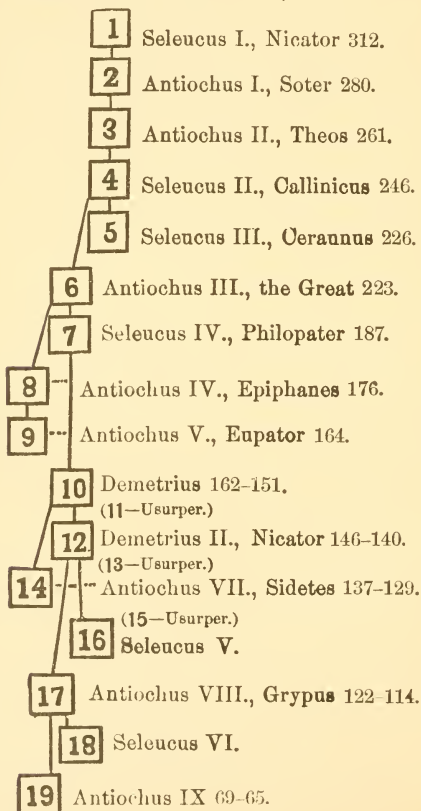 1 Seleucus I., Nicator 312.
2 Antiochus I., Soter 280.
3 Antiochus II., Theos 261.
4 Seleucus II., Callinicus 246.
5 Seleucus III., Ceraunus 226.
6 Antiochus III., the Great 223.
7 Seleucus IV., Philopater 187.
8 Antiochus IV., Epiphanes 176.
9 Antiochus V., Eupator 164.
10 Demetrius 162–151.
(11—Usurper.)
12 Demetrius II., Nicator 146–140.
(13—Usurper.)
14 Antiochus VII., Sidetes 137–129.
(15—Usurper.)
16 Seleucus V.
17 Antiochus VIII., Grypus 122–114.
18 Seleucus VI.
19 Antiochus IX 69–65.